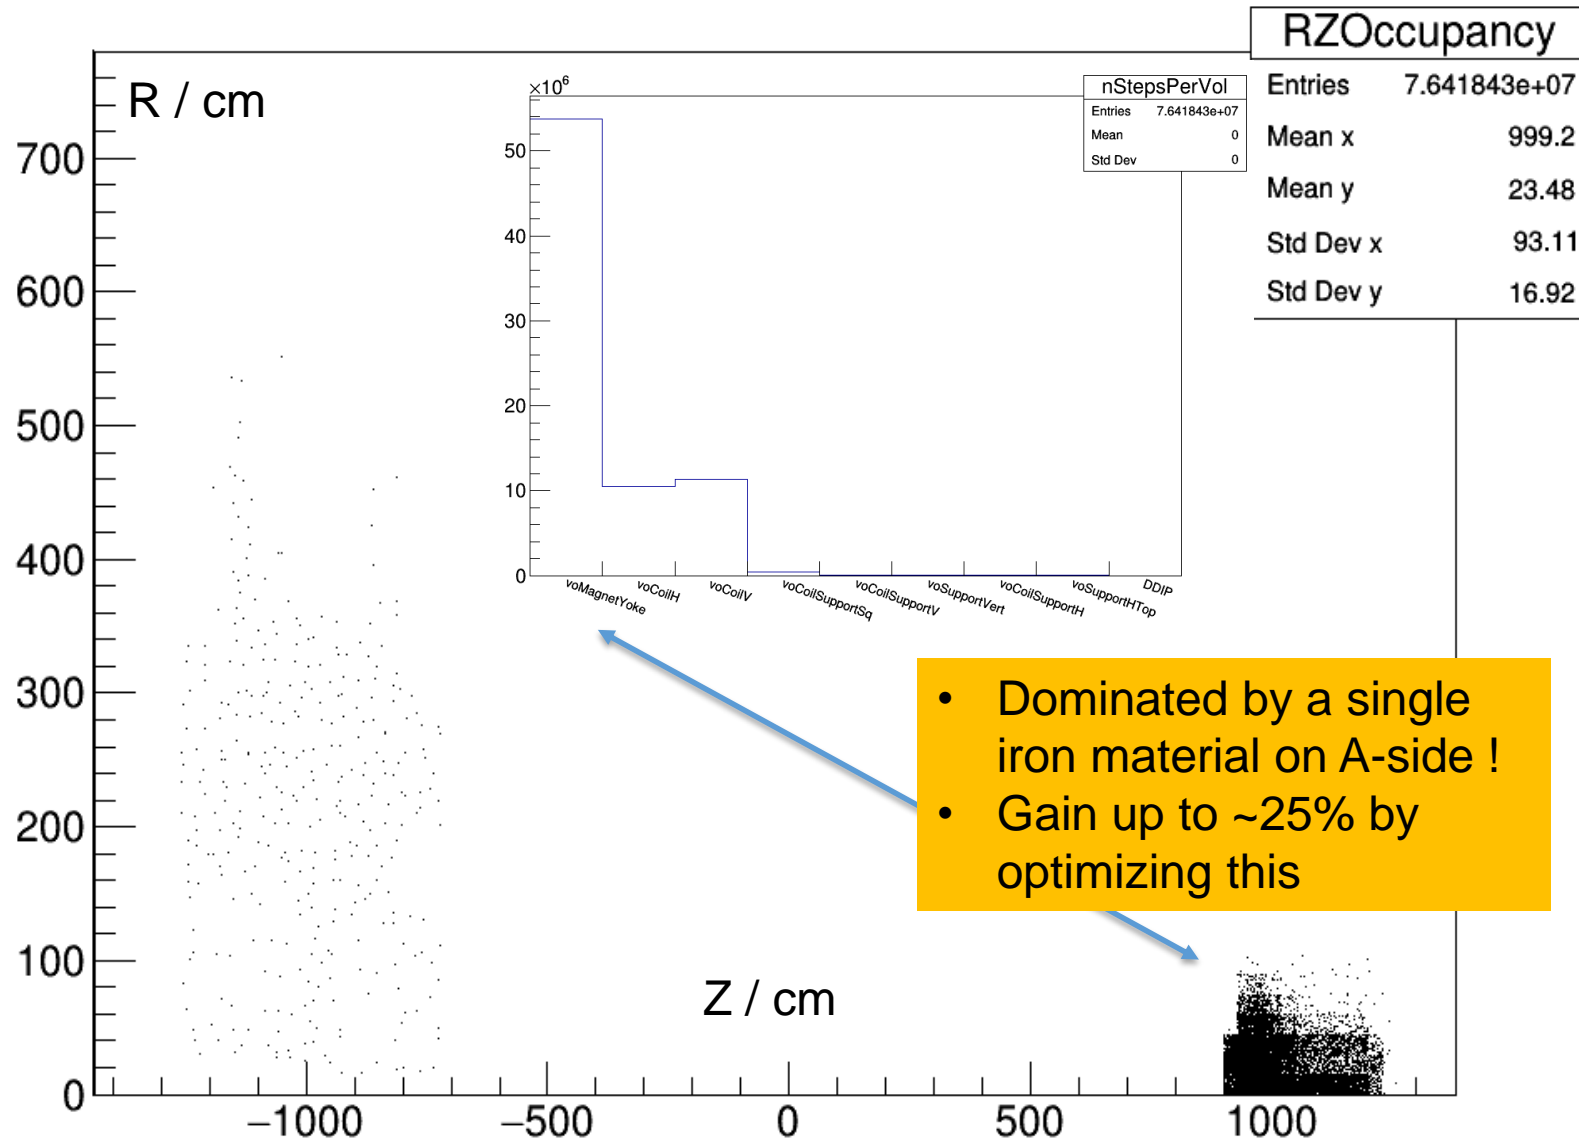 RZOccupancy
Entries 7.641843e+07
Mean x 999.2
Mean y 23.48
Std Dev x 93.11
Std Dev y 16.92
R / cm
700
600
500
400
300
200
100
0
×10⁶
50
40
30
20
10
0
nStepsPerVol
Entries 7.641843e+07
Mean 0
Std Dev 0
voMagnetYoke voCoilH voCoilV voCoilSupportSq voCoilSupportV voSupportVert voCoilSupportH voSupportHTop DDIP
• Dominated by a single
iron material on A-side !
• Gain up to ~25% by
optimizing this
Z / cm
−1000 −500 0 500 1000